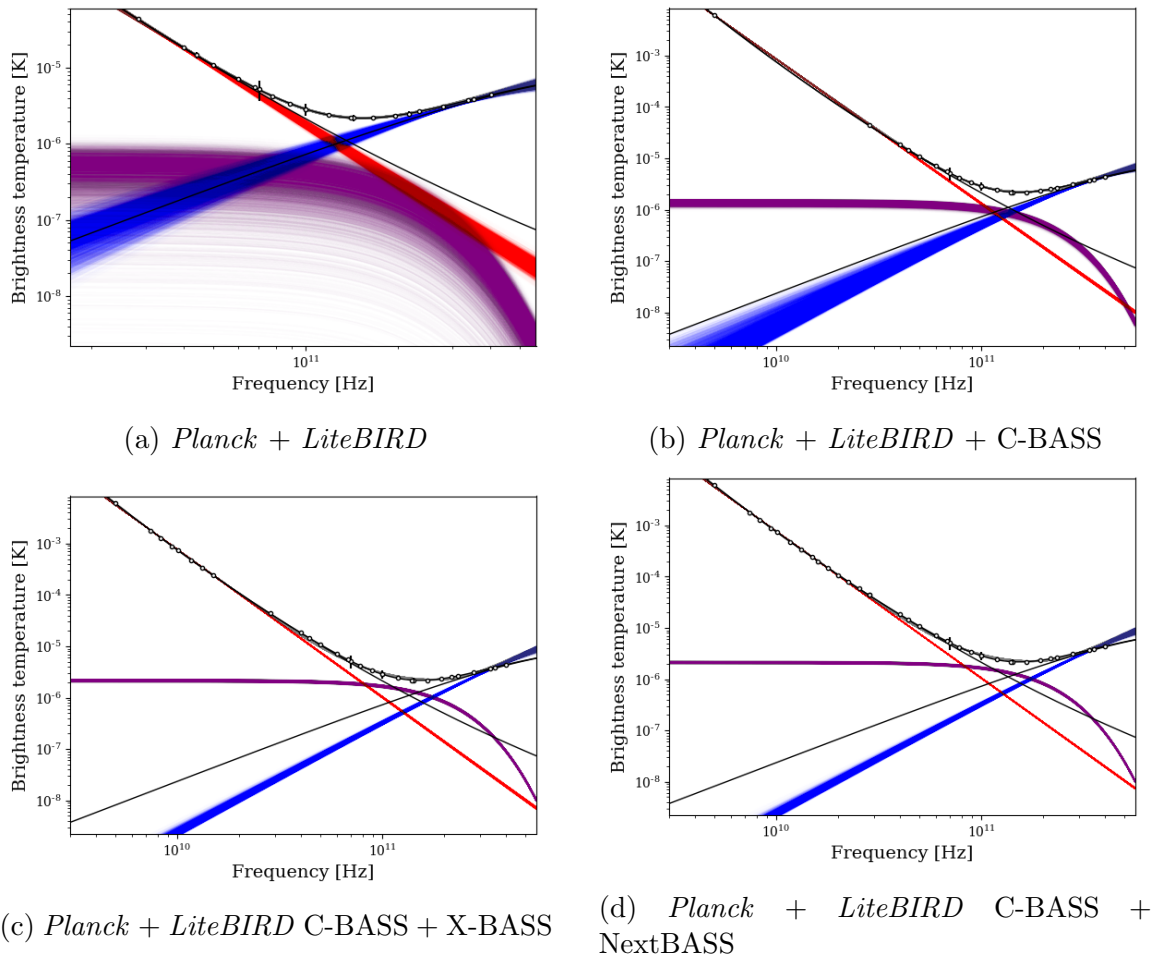 Brightness temperature [K]
10⁻⁵
10⁻⁶
10⁻⁷
10⁻⁸
10¹¹
Frequency [Hz]
(a) Planck + LiteBIRD
Brightness temperature [K]
10⁻³
10⁻⁴
10⁻⁵
10⁻⁶
10⁻⁷
10⁻⁸
10¹⁰ 10¹¹
Frequency [Hz]
(b) Planck + LiteBIRD + C-BASS
Brightness temperature [K]
10⁻³
10⁻⁴
10⁻⁵
10⁻⁶
10⁻⁷
10⁻⁸
10¹⁰ 10¹¹
Frequency [Hz]
(c) Planck + LiteBIRD C-BASS + X-BASS
Brightness temperature [K]
10⁻³
10⁻⁴
10⁻⁵
10⁻⁶
10⁻⁷
10⁻⁸
10¹⁰ 10¹¹
Frequency [Hz]
(d) Planck + LiteBIRD C-BASS +
NextBASS